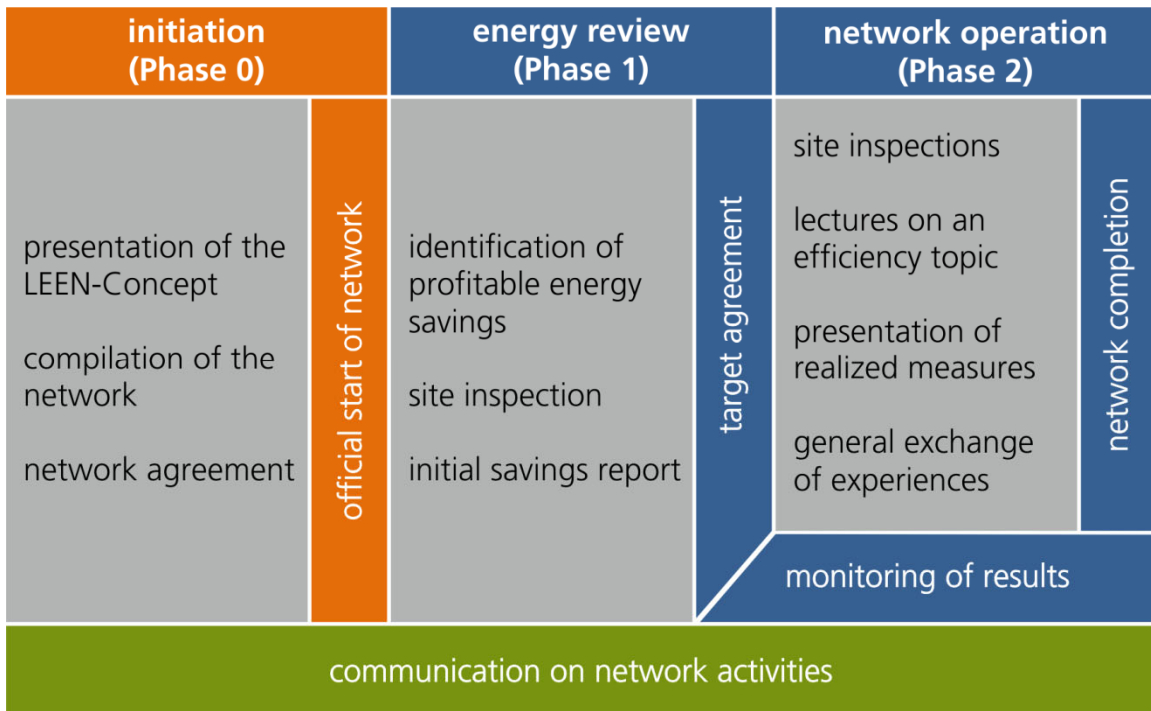 initiation
(Phase 0)
energy review
(Phase 1)
network operation
(Phase 2)
presentation of the
LEEN-Concept
compilation of the
network
network agreement
official start of network
identification of
profitable energy
savings
site inspection
initial savings report
target agreement
site inspections
lectures on an
efficiency topic
presentation of
realized measures
general exchange
of experiences
network completion
monitoring of results
communication on network activities